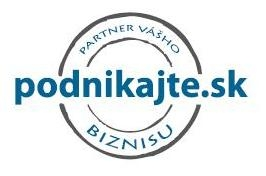 PARTNER VÁŠHO
podnikajte.sk
BIZNISU